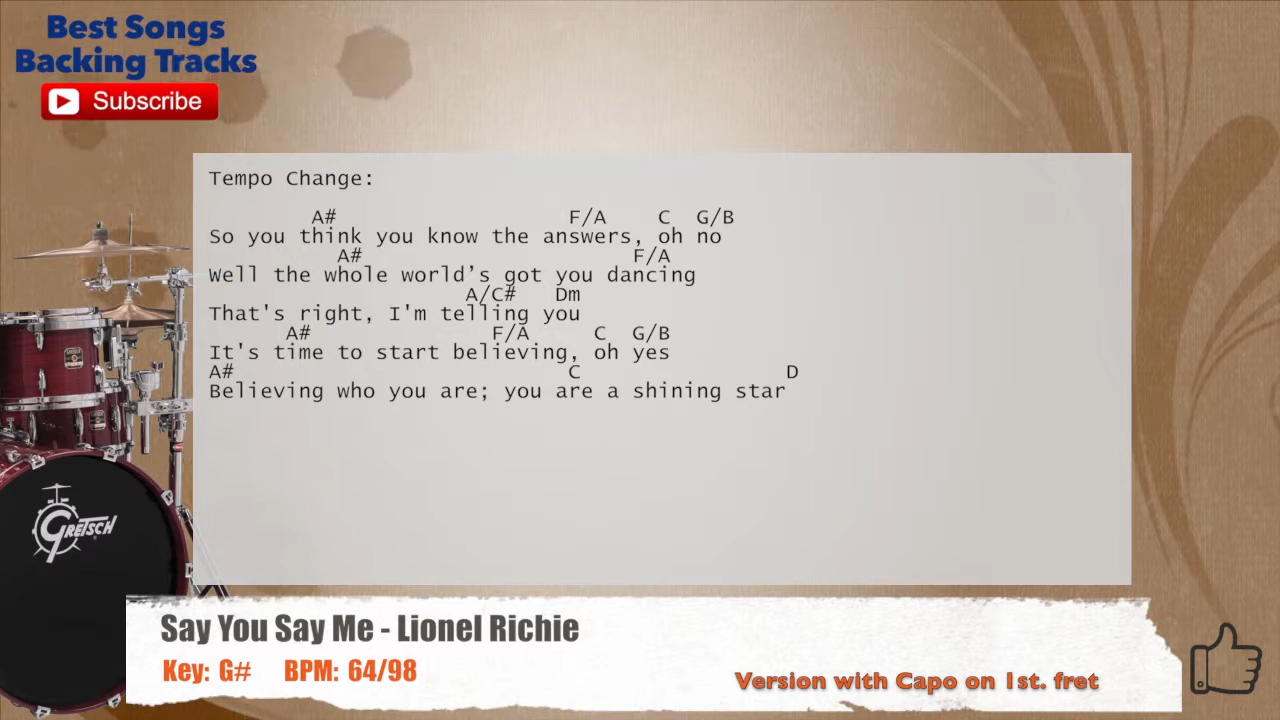 Best Songs
Backing Tracks
Subscribe
Tempo Change:
A# F/A C G/B
So you think you know the answers, oh no
A# F/A
Well the whole world’s got you dancing
A/C# Dm
That's right, I'm telling you
A# F/A C G/B
It's time to start believing, oh yes
A# C D
Believing who you are; you are a shining star
GRETSCH
Say You Say Me - Lionel Richie
Key: G# BPM: 64/98
Version with Capo on 1st. fret